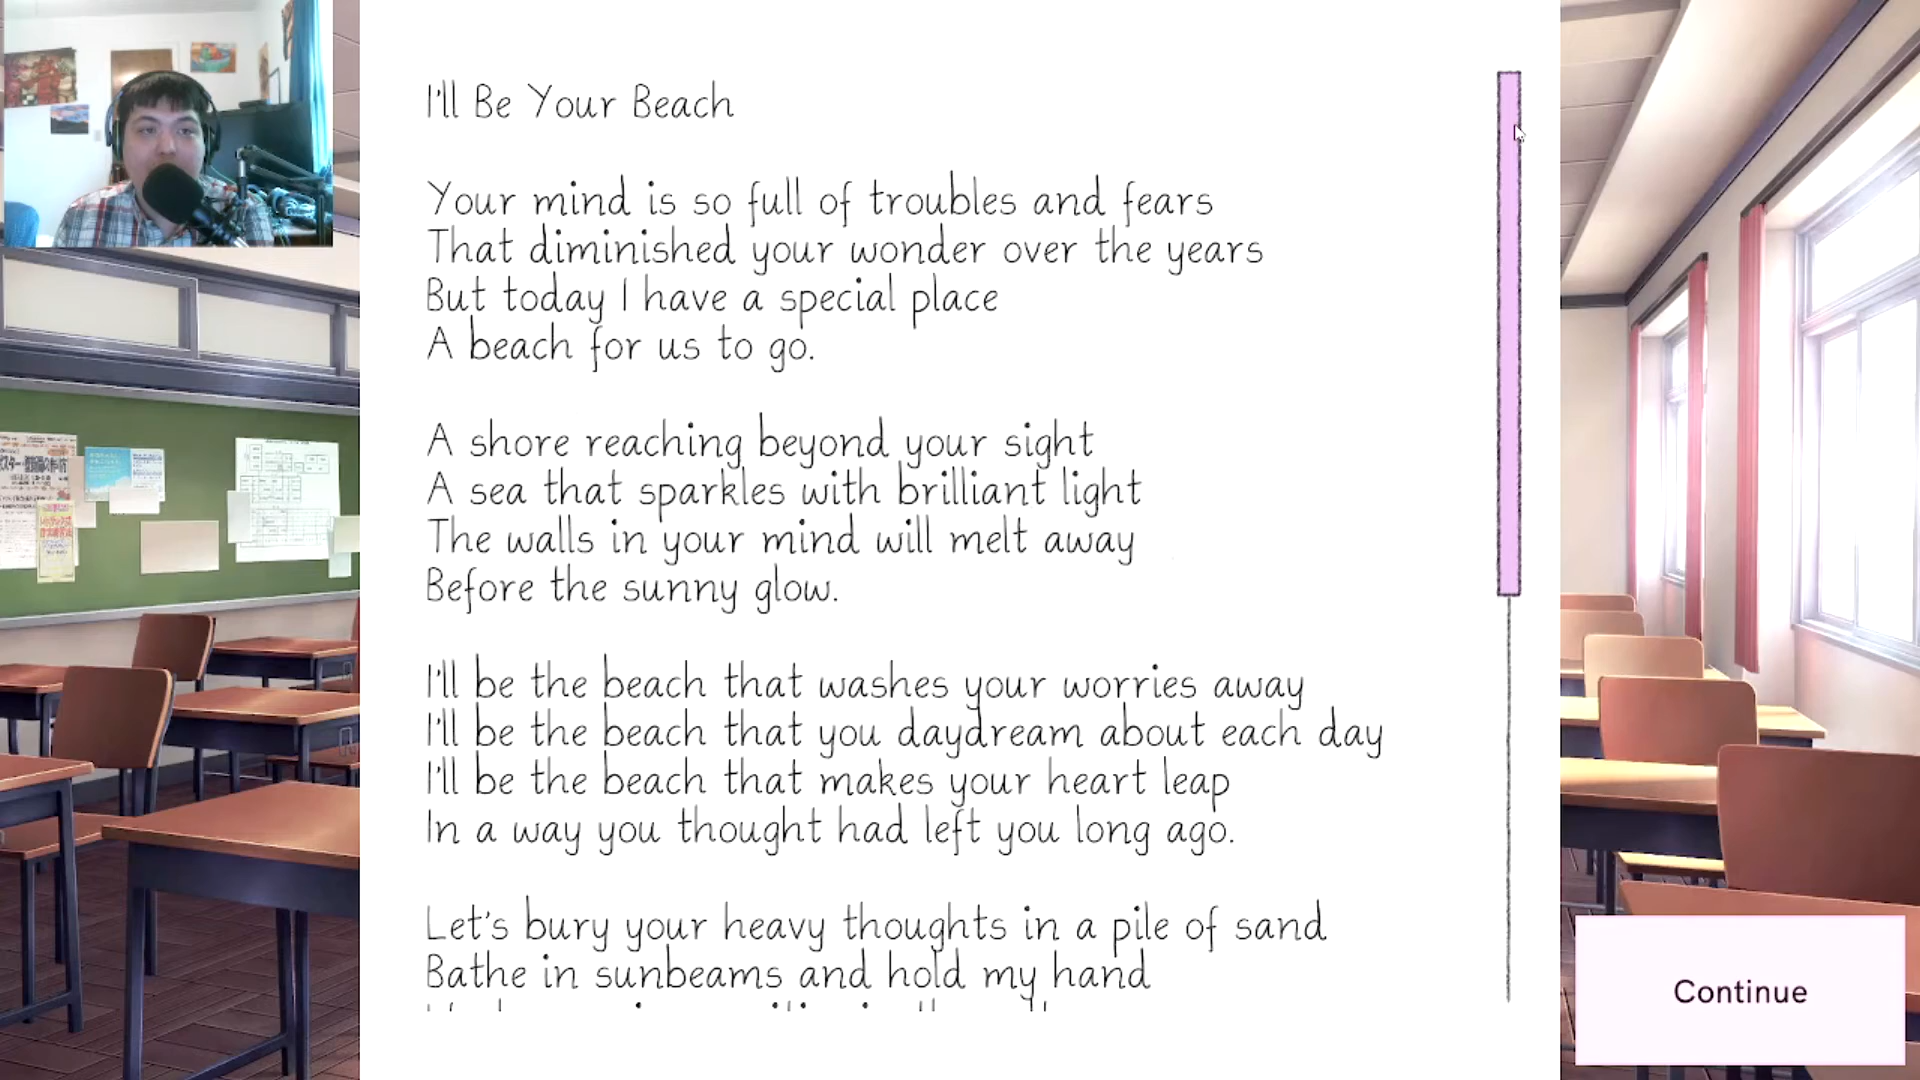 I'll Be Your Beach
Your mind is so full of troubles and fears
That diminished your wonder over the years
But today I have a special place
A beach for us to go.
A shore reaching beyond your sight
A sea that sparkles with brilliant light
The walls in your mind will melt away
Before the sunny glow.
I'll be the beach that washes your worries away
I'll be the beach that you daydream about each day
I'll be the beach that makes your heart leap
In a way you thought had left you long ago.
Let's bury your heavy thoughts in a pile of sand
Bathe in sunbeams and hold my hand
Continue